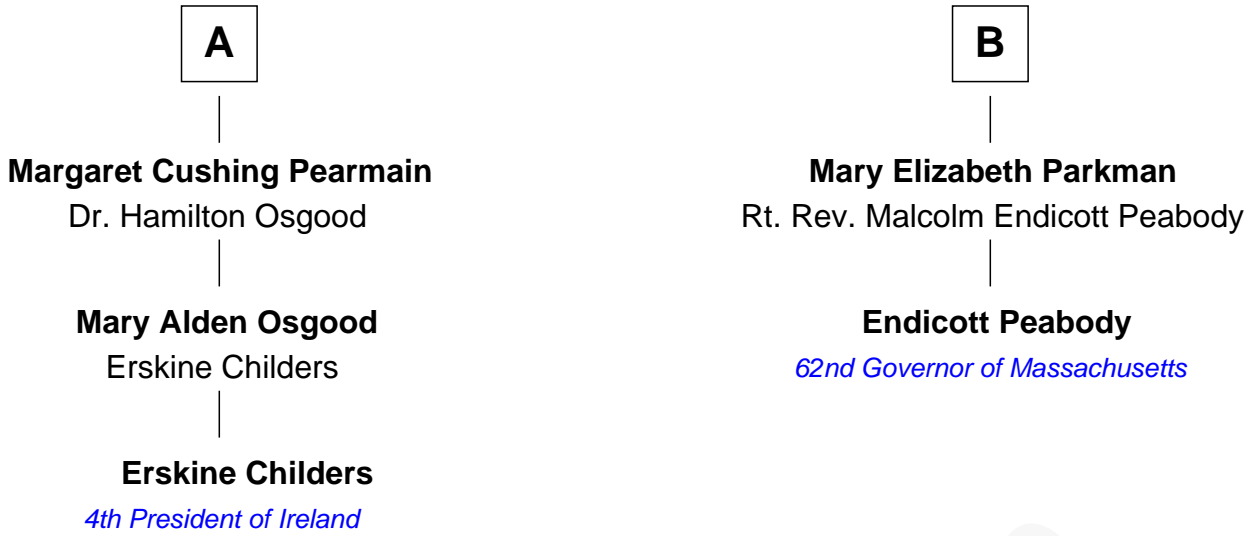 A
Margaret Cushing Pearmain
Dr. Hamilton Osgood
Mary Alden Osgood
Erskine Childers
Erskine Childers
4th President of Ireland
B
Mary Elizabeth Parkman
Rt. Rev. Malcolm Endicott Peabody
Endicott Peabody
62nd Governor of Massachusetts